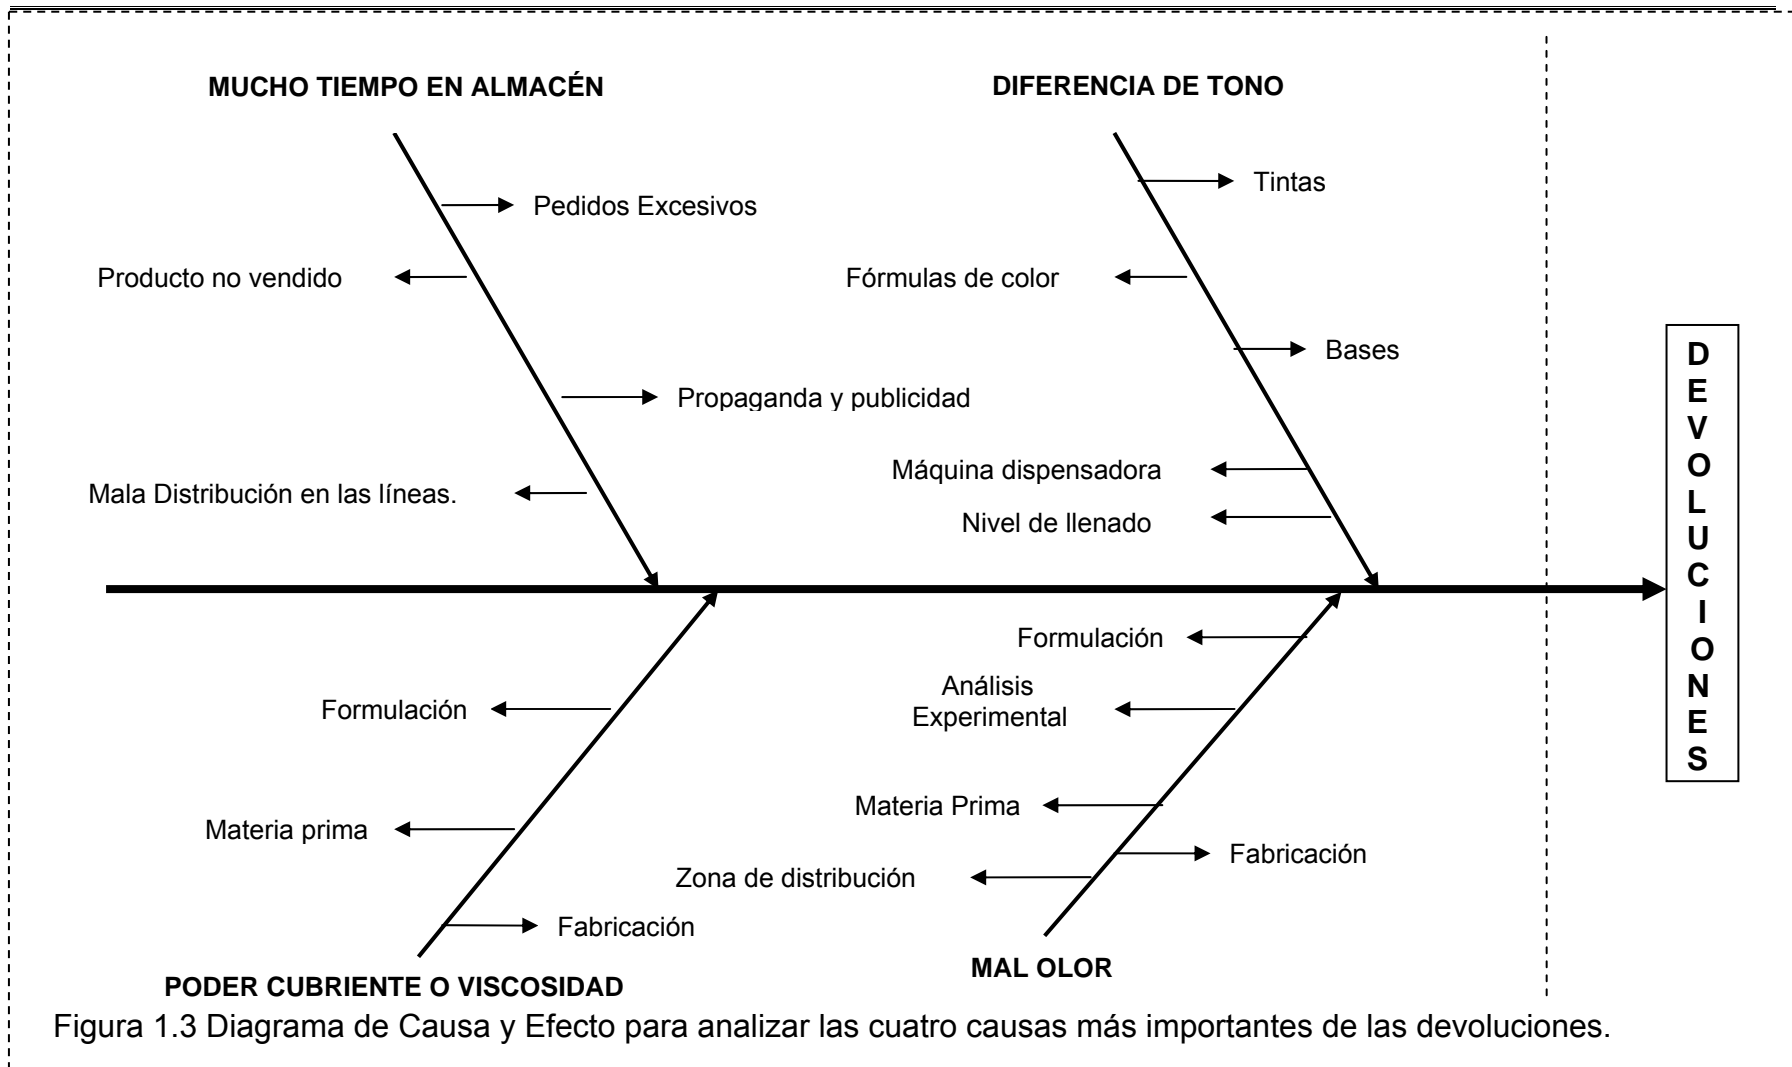 MUCHO TIEMPO EN ALMACÉN
DIFERENCIA DE TONO
Tintas
Pedidos Excesivos
Producto no vendido
Fórmulas de color
Bases
Propaganda y publicidad
Máquina dispensadora
Mala Distribución en las líneas.
Nivel de llenado
D
E
V
O
L
U
C
I
O
N
E
S
Formulación
Análisis
Experimental
Formulación
Materia Prima
Materia prima
Fabricación
Zona de distribución
Fabricación
MAL OLOR
PODER CUBRIENTE O VISCOSIDAD
Figura 1.3 Diagrama de Causa y Efecto para analizar las cuatro causas más importantes de las devoluciones.